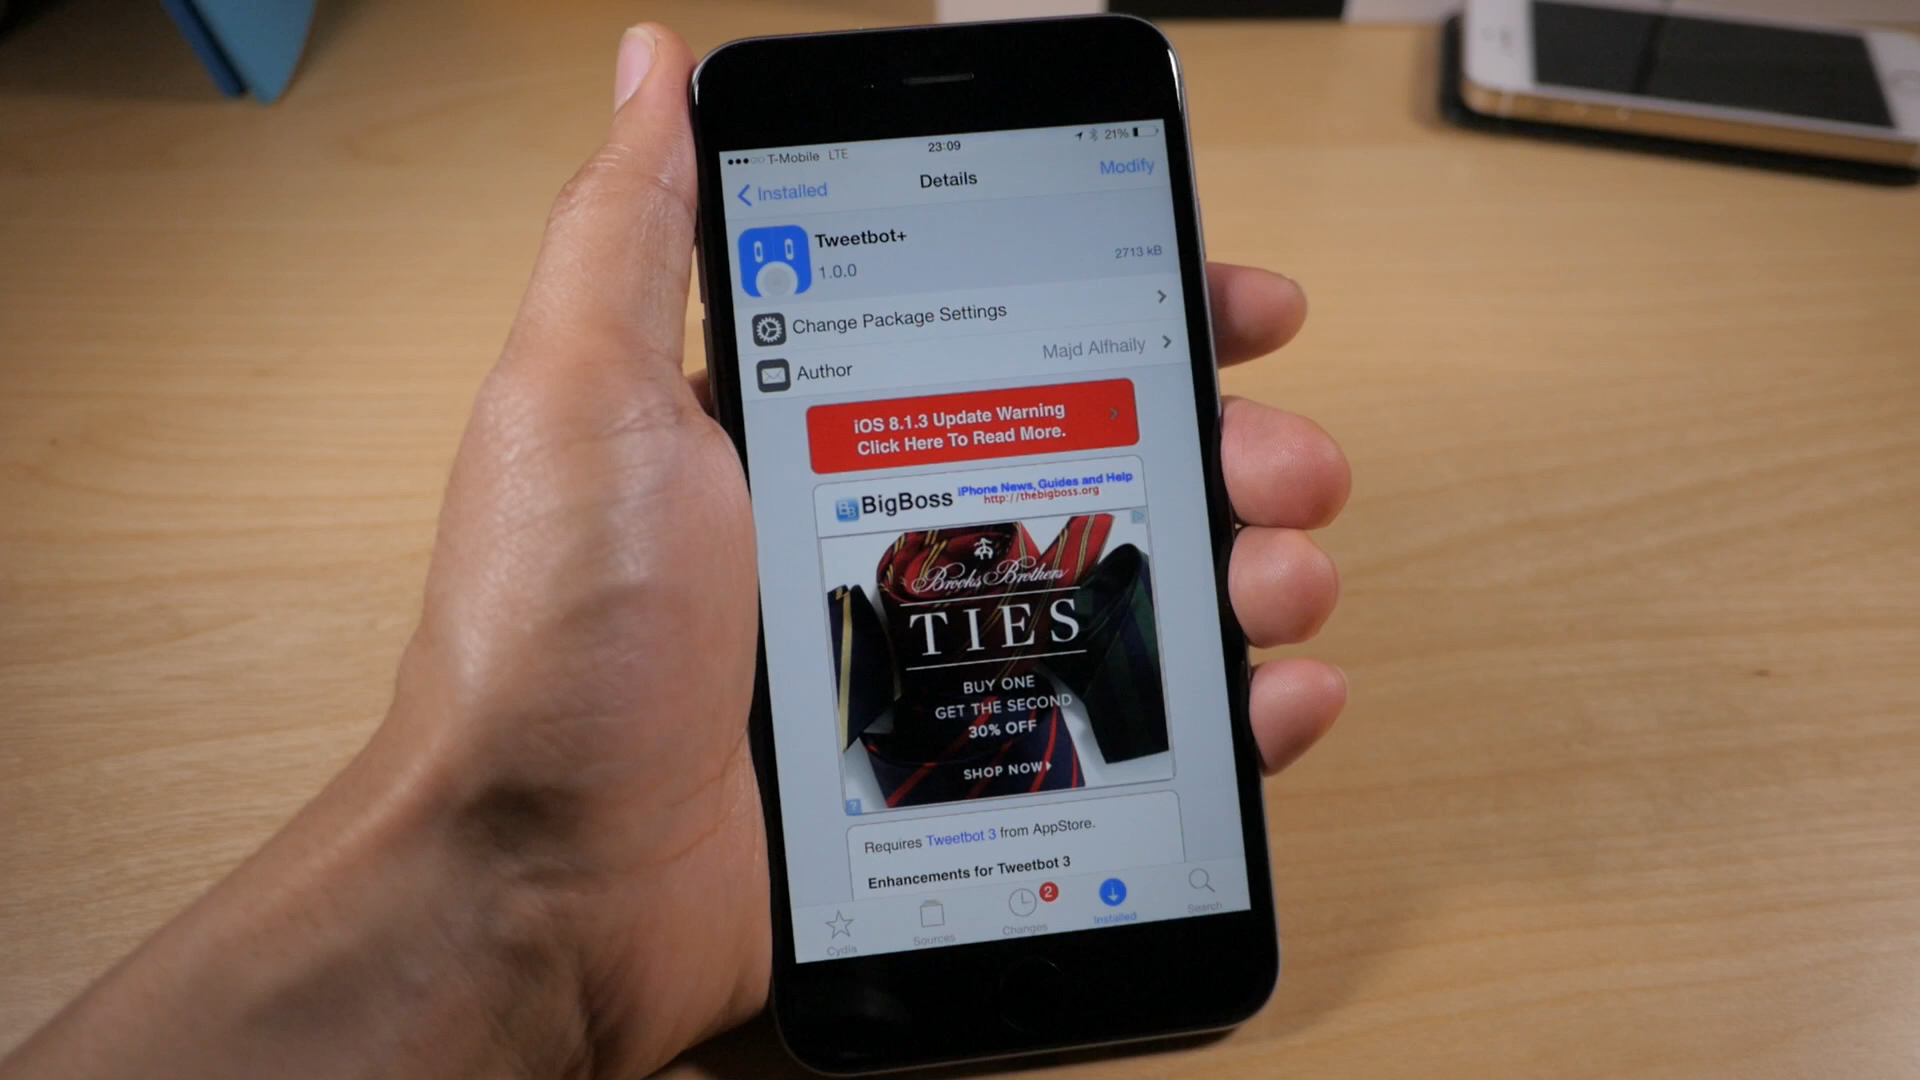 T-Mobile LTE 23:09 21%
Installed Details Modify
Tweetbot+
1.0.0 2713 kB
Change Package Settings
Author Majd Alfhaily
iOS 8.1.3 Update Warning
Click Here To Read More.
BigBoss iPhone News, Guides and Help
http://thebigboss.org
Brooks Brothers
TIES
BUY ONE
GET THE SECOND
30% OFF
SHOP NOW
Requires Tweetbot 3 from AppStore.
Enhancements for Tweetbot 3
2
Cydia Sources Changes Installed Search